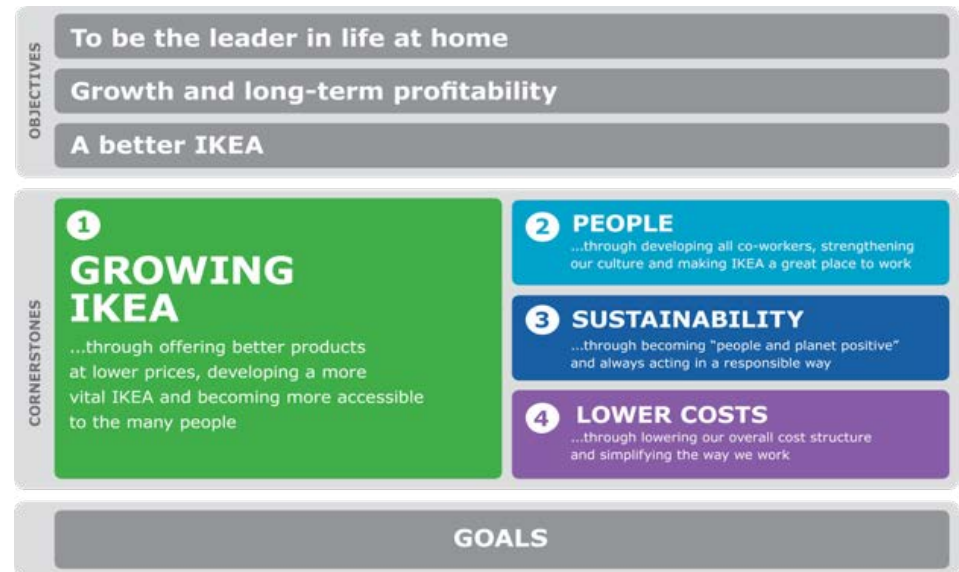 OBJECTIVES
To be the leader in life at home
Growth and long-term profitability
A better IKEA
CORNERSTONES
1
GROWING
IKEA
...through offering better products
at lower prices, developing a more
vital IKEA and becoming more accessible
to the many people
2 PEOPLE
...through developing all co-workers, strengthening
our culture and making IKEA a great place to work
3 SUSTAINABILITY
...through becoming “people and planet positive”
and always acting in a responsible way
4 LOWER COSTS
...through lowering our overall cost structure
and simplifying the way we work
GOALS